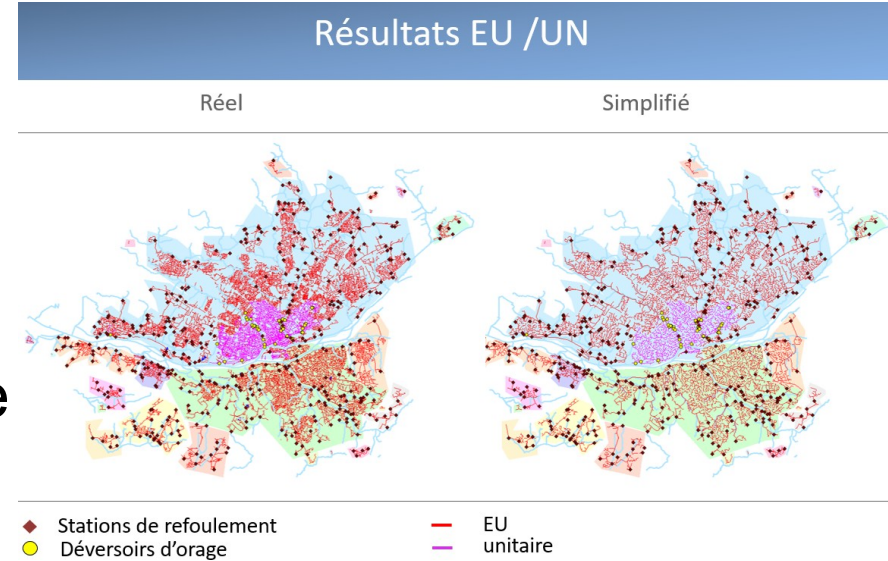 Résultats EU /UN
Réel
Simplifié
e
Stations de refoulement
EU
Déversoirs d'orage
unitaire